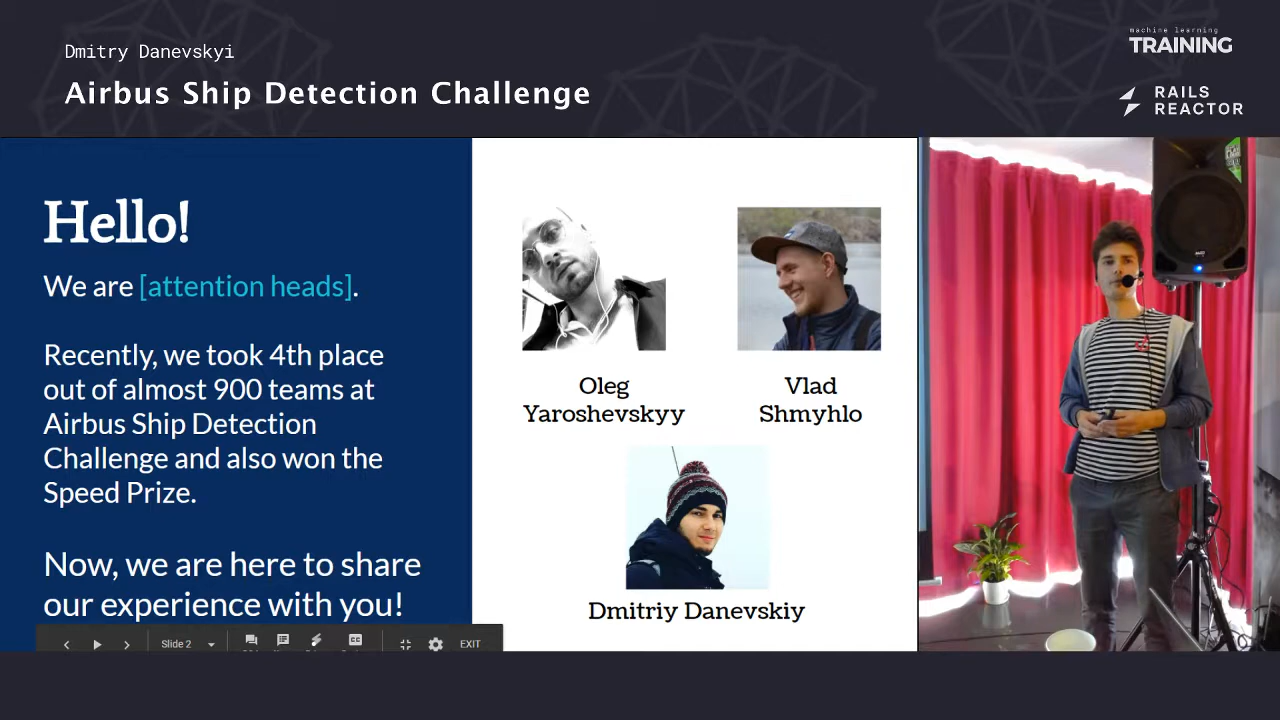 Dmitry Danevskyi
Airbus Ship Detection Challenge
machine learning
TRAINING
RAILS
REACTOR
Hello!
We are [attention heads].
Recently, we took 4th place
out of almost 900 teams at
Airbus Ship Detection
Challenge and also won the
Speed Prize.
Now, we are here to share
our experience with you!
Oleg
Yaroshevskyy
Vlad
Shmyhlo
Dmitriy Danevskiy
Slide 2
CC
EXIT